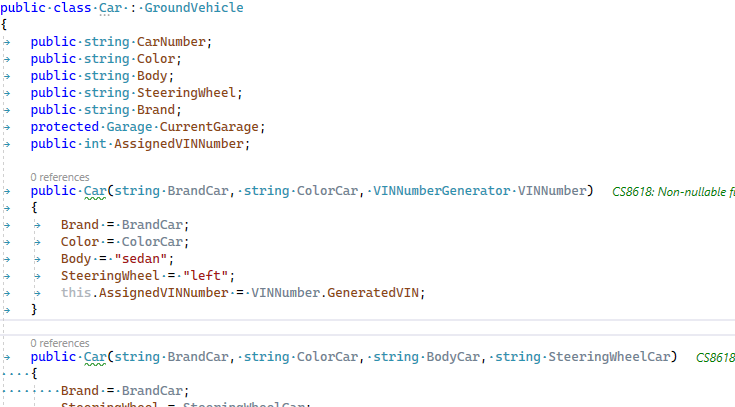 public class Car : GroundVehicle
{
public string CarNumber;
public string Color;
public string Body;
public string SteeringWheel;
public string Brand;
protected Garage CurrentGarage;
public int AssignedVINNumber;
0 references
public Car(string BrandCar, string ColorCar, VINNumberGenerator VINNumber) CS8618: Non-nullable fi
{
Brand = BrandCar;
Color = ColorCar;
Body = "sedan";
SteeringWheel = "left";
this.AssignedVINNumber = VINNumber.GeneratedVIN;
}
0 references
public Car(string BrandCar, string ColorCar, string BodyCar, string SteeringWheelCar) CS8618
{
Brand = BrandCar;
SteeringWheel = SteeringWheelCar;